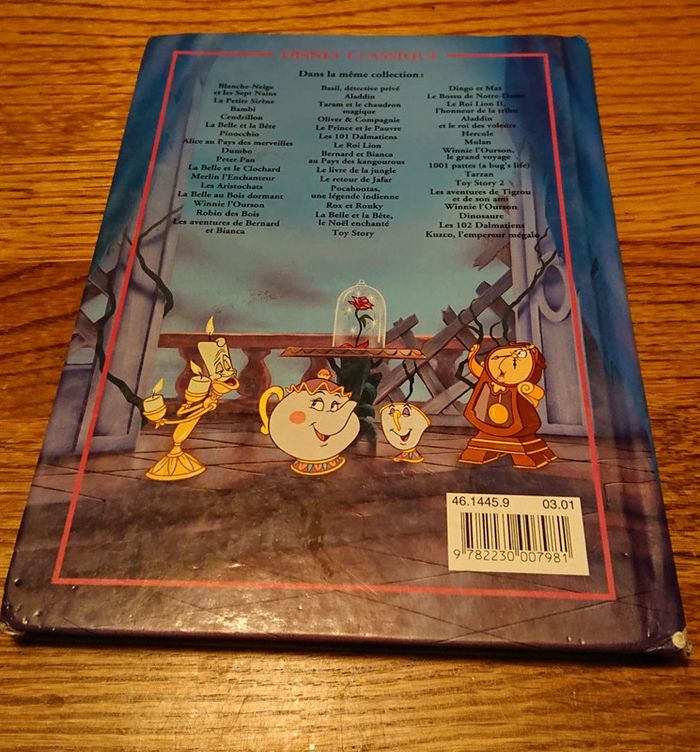 DISNEY CLASSIQUE
Dans la même collection :
Blanche-Neige
et les Sept Nains
La Petite Sirène
Bambi
Cendrillon
La Belle et la Bête
Pinocchio
Alice au Pays des merveilles
Dumbo
Peter Pan
La Belle et le Clochard
Merlin l'Enchanteur
Les Aristochats
La Belle au Bois dormant
Winnie l'Ourson
Robin des Bois
Les aventures de Bernard
et Bianca
Basil, détective privé
Aladdin
Taram et le chaudron
magique
Oliver & Compagnie
Le Prince et le Pauvre
Les 101 Dalmatiens
Le Roi Lion
Bernard et Bianca
au Pays des kangourous
Le livre de la jungle
Le retour de Jafar
Pocahontas,
une légende indienne
Rox et Rouky
La Belle et la Bête,
le Noël enchanté
Toy Story
Dingo et Max
Le Bossu de Notre-Dame
Le Roi Lion II,
l'honneur de la tribu
Aladdin
et le roi des voleurs
Hercule
Mulan
Winnie l'Ourson,
le grand voyage
1001 pattes (a bug's life)
Tarzan
Toy Story 2
Les aventures de Tigrou
et de son ami
Winnie l'Ourson
Dinosaure
Les 102 Dalmatiens
Kuzco, l'empereur mégalo
46.1445.9 03.01
9 782230 007981